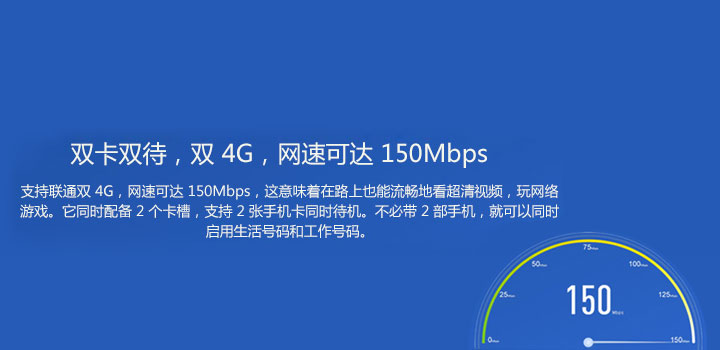 双卡双待，双 4G，网速可达 150Mbps
支持联通双 4G，网速可达 150Mbps，这意味着在路上也能流畅地看超清视频，玩网络
游戏。它同时配备 2 个卡槽，支持 2 张手机卡同时待机。不必带 2 部手机，就可以同时
启用生活号码和工作号码。
75Mbps
50Mbps
100Mbps
25Mbps
150Mbps
125Mbps
0Mbps
150Mbps